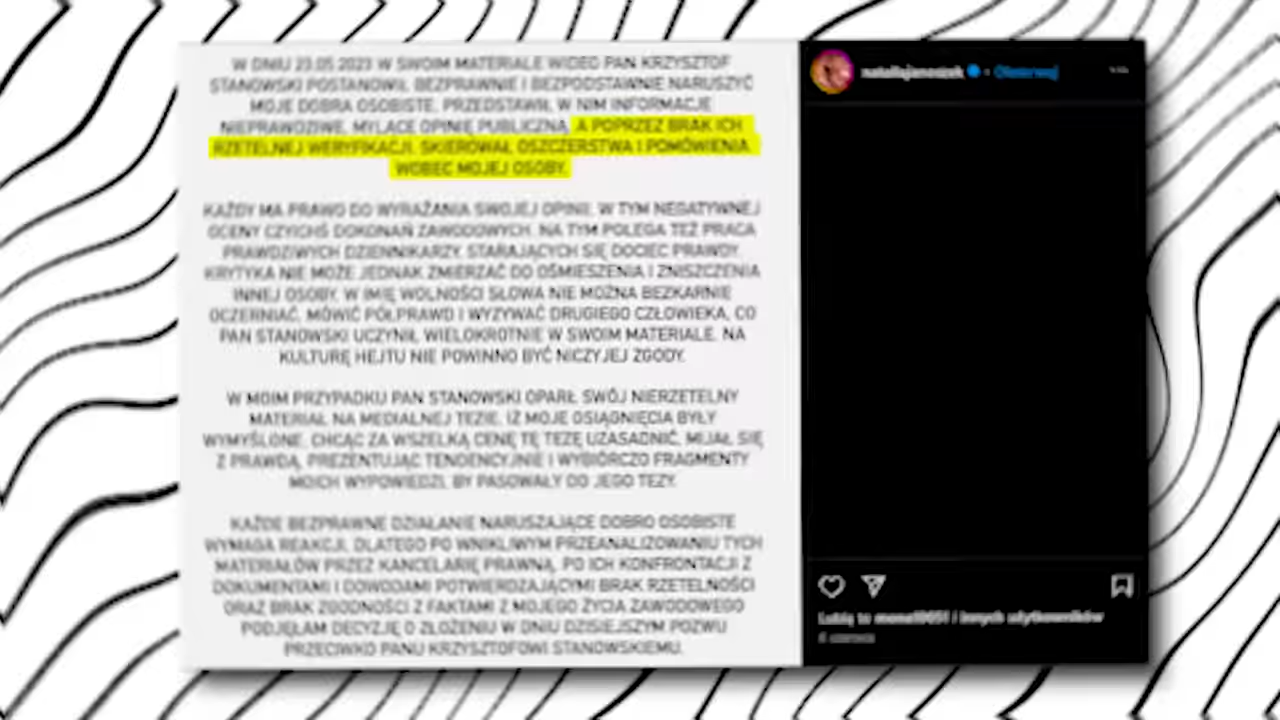 W DNIU 23.05 2023 W SWOIM MATERIALE WIDEO PAN KRZYSZTOF
STANOWSKI POSTANOWIŁ BEZPRAWNIE I BEZPODSTAWNIE NARUSZYĆ
MOJE DOBRA OSOBISTE. PRZEDSTAWIŁ W NIM INFORMACJE
NIEPRAWDZIWE, MYLĄCE OPINIĘ PUBLICZNĄ, A POPRZEZ BRAK ICH
RZETELNEJ WERYFIKACJI, SKIEROWAŁ OSZCZERSTWA I POMÓWIENIA
WOBEC MOJEJ OSOBY.
KAŻDY MA PRAWO DO WYRAŻANIA SWOJEJ OPINII, W TYM NEGATYWNEJ
OCENY CZYICHŚ DOKONAŃ ZAWODOWYCH. NA TYM POLEGA TEŻ PRACA
PRAWDZIWYCH DZIENNIKARZY, STARAJĄCYCH SIĘ DOCIEC PRAWDY.
KRYTYKA NIE MOŻE JEDNAK ZMIERZAĆ DO OŚMIESZENIA I ZNISZCZENIA
INNEJ OSOBY. W IMIĘ WOLNOŚCI SŁOWA NIE MOŻNA BEZKARNIE
OCZERNIAĆ, MÓWIĆ PÓŁPRAWD I WYZYWAĆ DRUGIEGO CZŁOWIEKA, CO
PAN STANOWSKI UCZYNIŁ WIELOKROTNIE W SWOIM MATERIALE. NA
KULTURĘ HEJTU NIE POWINNO BYĆ NICZYJEJ ZGODY.
W MOIM PRZYPADKU PAN STANOWSKI OPARŁ SWÓJ NIERZETELNY
MATERIAŁ NA MEDIALNEJ TEZIE, IŻ MOJE OSIĄGNIĘCIA BYŁY
WYMYŚLONE. CHCĄC ZA WSZELKĄ CENĘ TĘ TEZĘ UZASADNIĆ, MIJAŁ SIĘ
Z PRAWDĄ, PREZENTUJĄC TENDENCYJNIE I WYBIÓRCZO FRAGMENTY
MOICH WYPOWIEDZI, BY PASOWAŁY DO JEGO TEZY.
KAŻDE BEZPRAWNE DZIAŁANIE NARUSZAJĄCE DOBRO OSOBISTE
WYMAGA REAKCJI, DLATEGO PO WNIKLIWYM PRZEANALIZOWANIU TYCH
MATERIAŁÓW PRZEZ KANCELARIĘ PRAWNĄ, PO ICH KONFRONTACJI Z
DOKUMENTAMI I DOWODAMI POTWIERDZAJĄCYMI BRAK RZETELNOŚCI
ORAZ BRAK ZGODNOŚCI Z FAKTAMI Z MOJEGO ŻYCIA ZAWODOWEGO
PODJĘŁAM DECYZJĘ O ZŁOŻENIU W DNIU DZISIEJSZYM POZWU
PRZECIWKO PANU KRZYSZTOFOWI STANOWSKIEMU.
nataliajanoszek • Obserwuj
Lubią to i innych użytkowników
czerwca